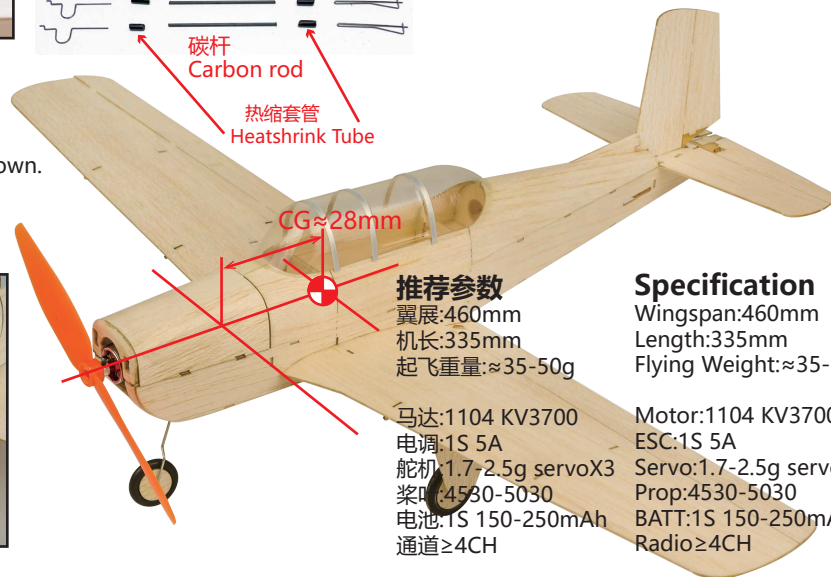 碳杆
Carbon rod
热缩套管
Heatshrink Tube
own.
CG≈28mm
推荐参数
翼展:460mm
机长:335mm
起飞重量:≈35-50g
马达:1104 KV3700
电调:1S 5A
舵机:1.7-2.5g servoX3
桨叶:4530-5030
电池:1S 150-250mAh
通道≥4CH
Specification
Wingspan:460mm
Length:335mm
Flying Weight:≈35-
Motor:1104 KV3700
ESC:1S 5A
Servo:1.7-2.5g servo
Prop:4530-5030
BATT:1S 150-250mA
Radio≥4CH